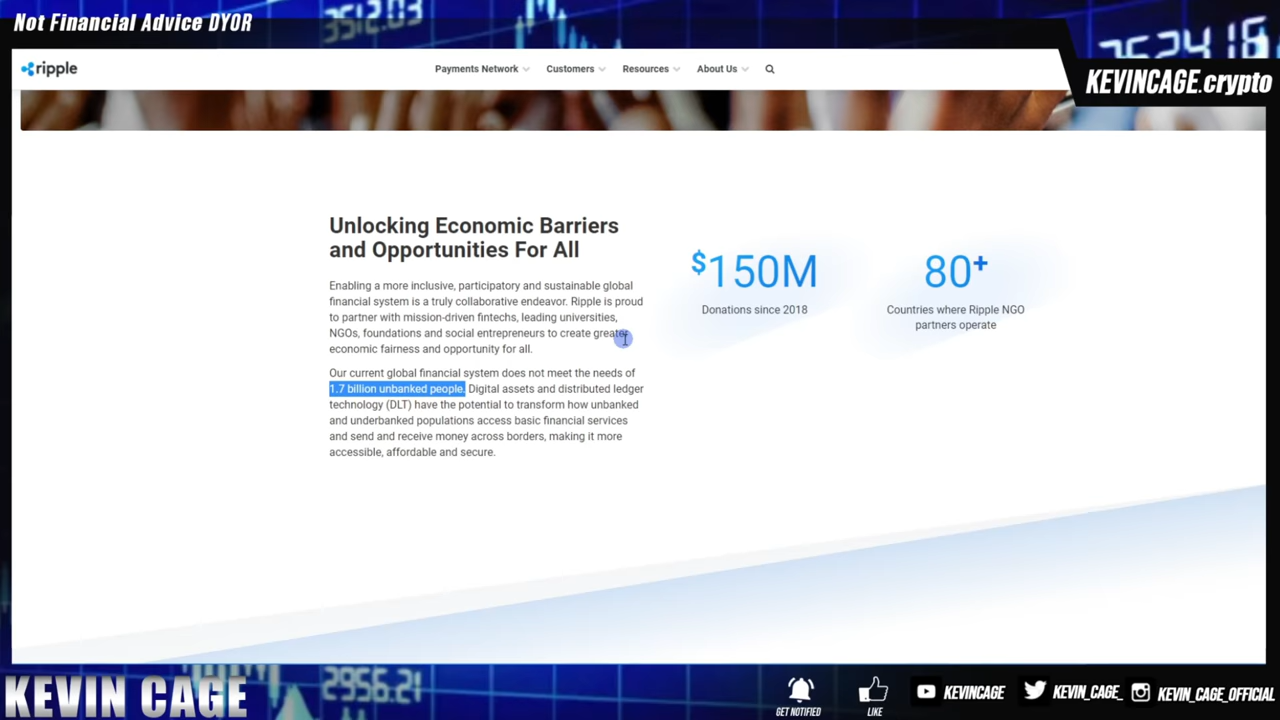 Not Financial Advice DYOR
3512.03
3524.16
KEVINCAGE.crypto
ripple
Payments Network
Customers
Resources
About Us
Unlocking Economic Barriers
and Opportunities For All
Enabling a more inclusive, participatory and sustainable global
financial system is a truly collaborative endeavor. Ripple is proud
to partner with mission-driven fintechs, leading universities,
NGOs, foundations and social entrepreneurs to create greater
economic fairness and opportunity for all.
Our current global financial system does not meet the needs of
1.7 billion unbanked people. Digital assets and distributed ledger
technology (DLT) have the potential to transform how unbanked
and underbanked populations access basic financial services
and send and receive money across borders, making it more
accessible, affordable and secure.
$150M
Donations since 2018
80+
Countries where Ripple NGO
partners operate
KEVIN CAGE
2956.21
GET NOTIFIED
LIKE
KEVINCAGE
KEVIN_CAGE_
KEVIN_CAGE_OFFICIAL